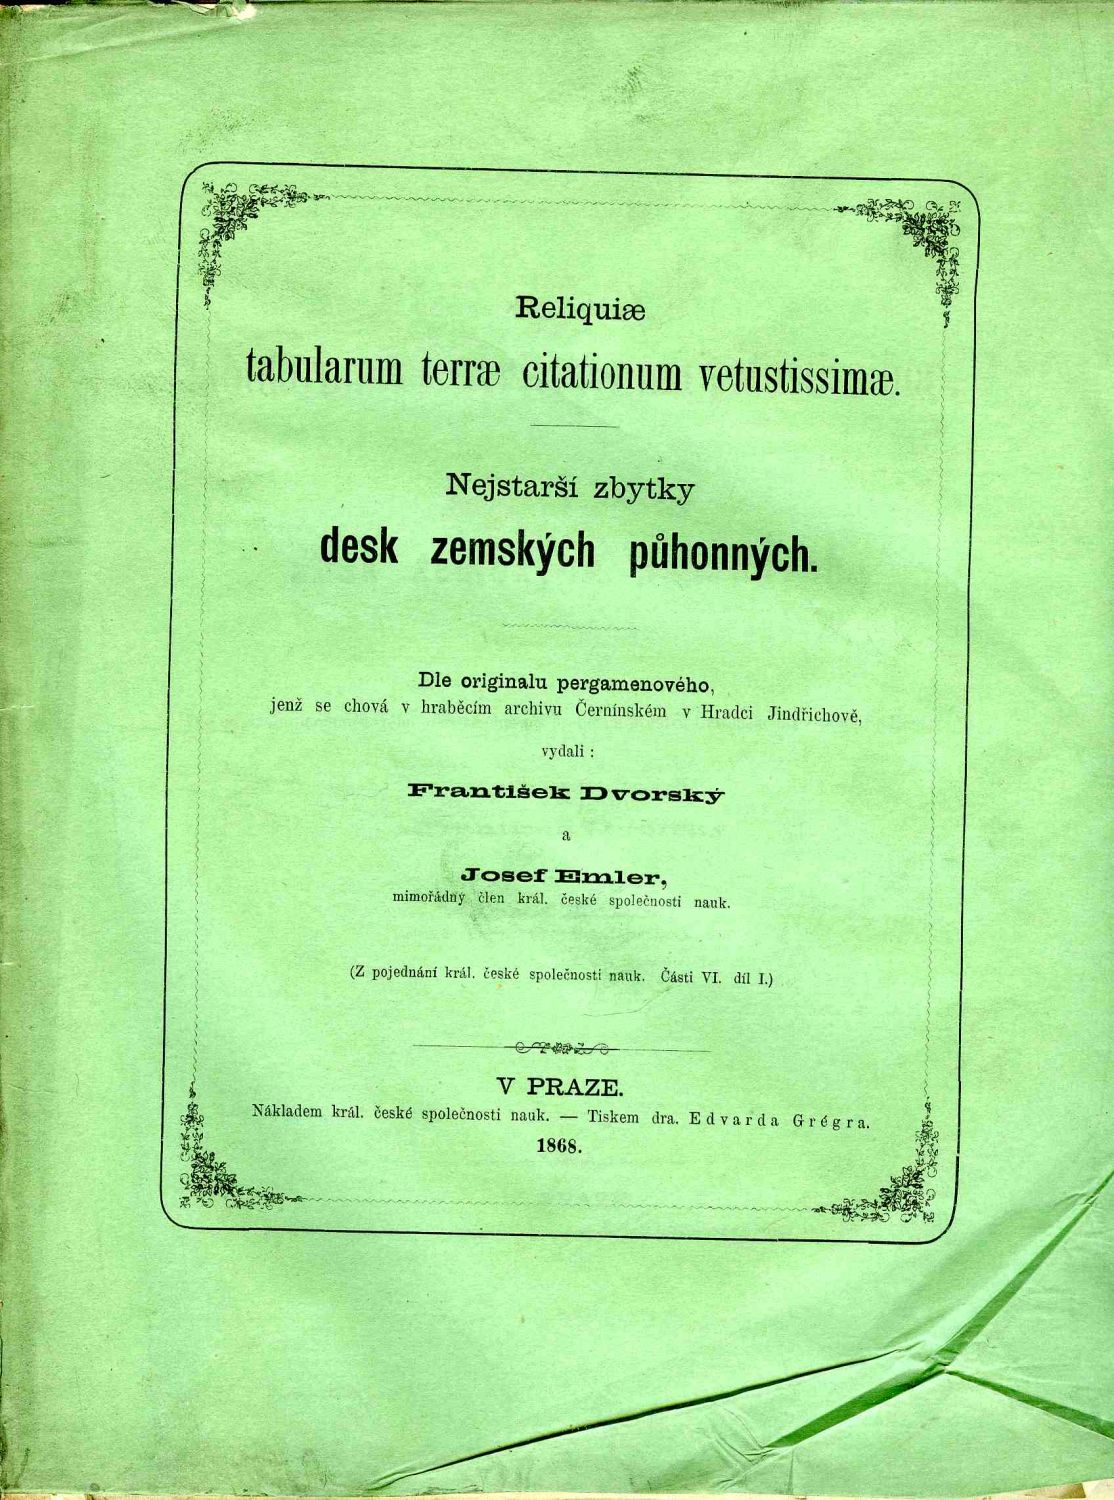 Reliquiæ
tabularum terræ citationum vetustissimæ.
Nejstarší zbytky
desk zemských půhonných.
Dle originalu pergamenového,
jenž se chová v hraběcím archivu Černínském v Hradci Jindřichově,
vydali :
František Dvorský
a
Josef Emler,
mimořádný člen král. české společnosti nauk.
(Z pojednání král. české společnosti nauk. Části VI. díl I.)
V PRAZE.
Nákladem král. české společnosti nauk. — Tiskem dra. Edvarda Grégra.
1868.